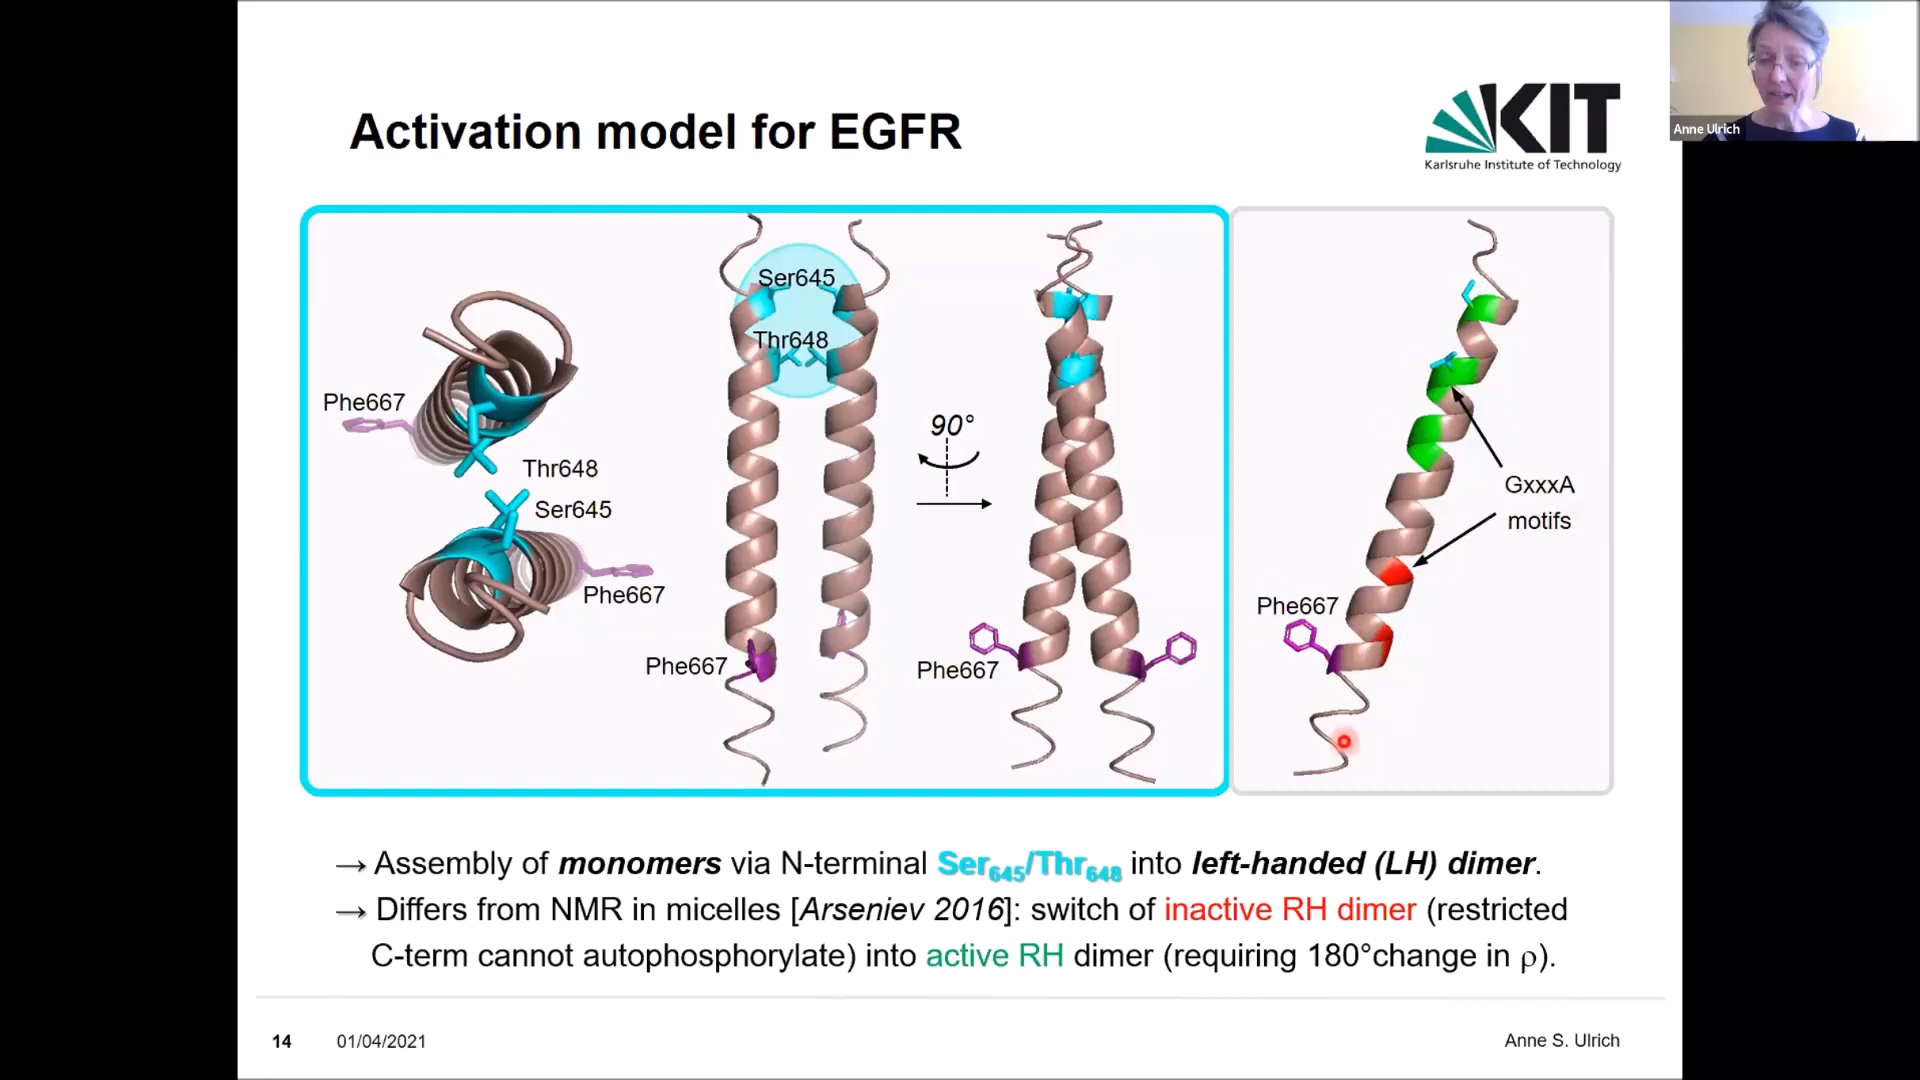 Activation model for EGFR
KIT
Karlsruhe Institute of Technology
Anne Ulrich
Ser645
Thr648
Phe667
Thr648
Ser645
Phe667
Phe667
90°
Phe667
GxxxA
motifs
Phe667
→ Assembly of monomers via N-terminal Ser645/Thr648 into left-handed (LH) dimer.
→ Differs from NMR in micelles [Arseniev 2016]: switch of inactive RH dimer (restricted
C-term cannot autophosphorylate) into active RH dimer (requiring 180°change in ρ).
14
01/04/2021
Anne S. Ulrich